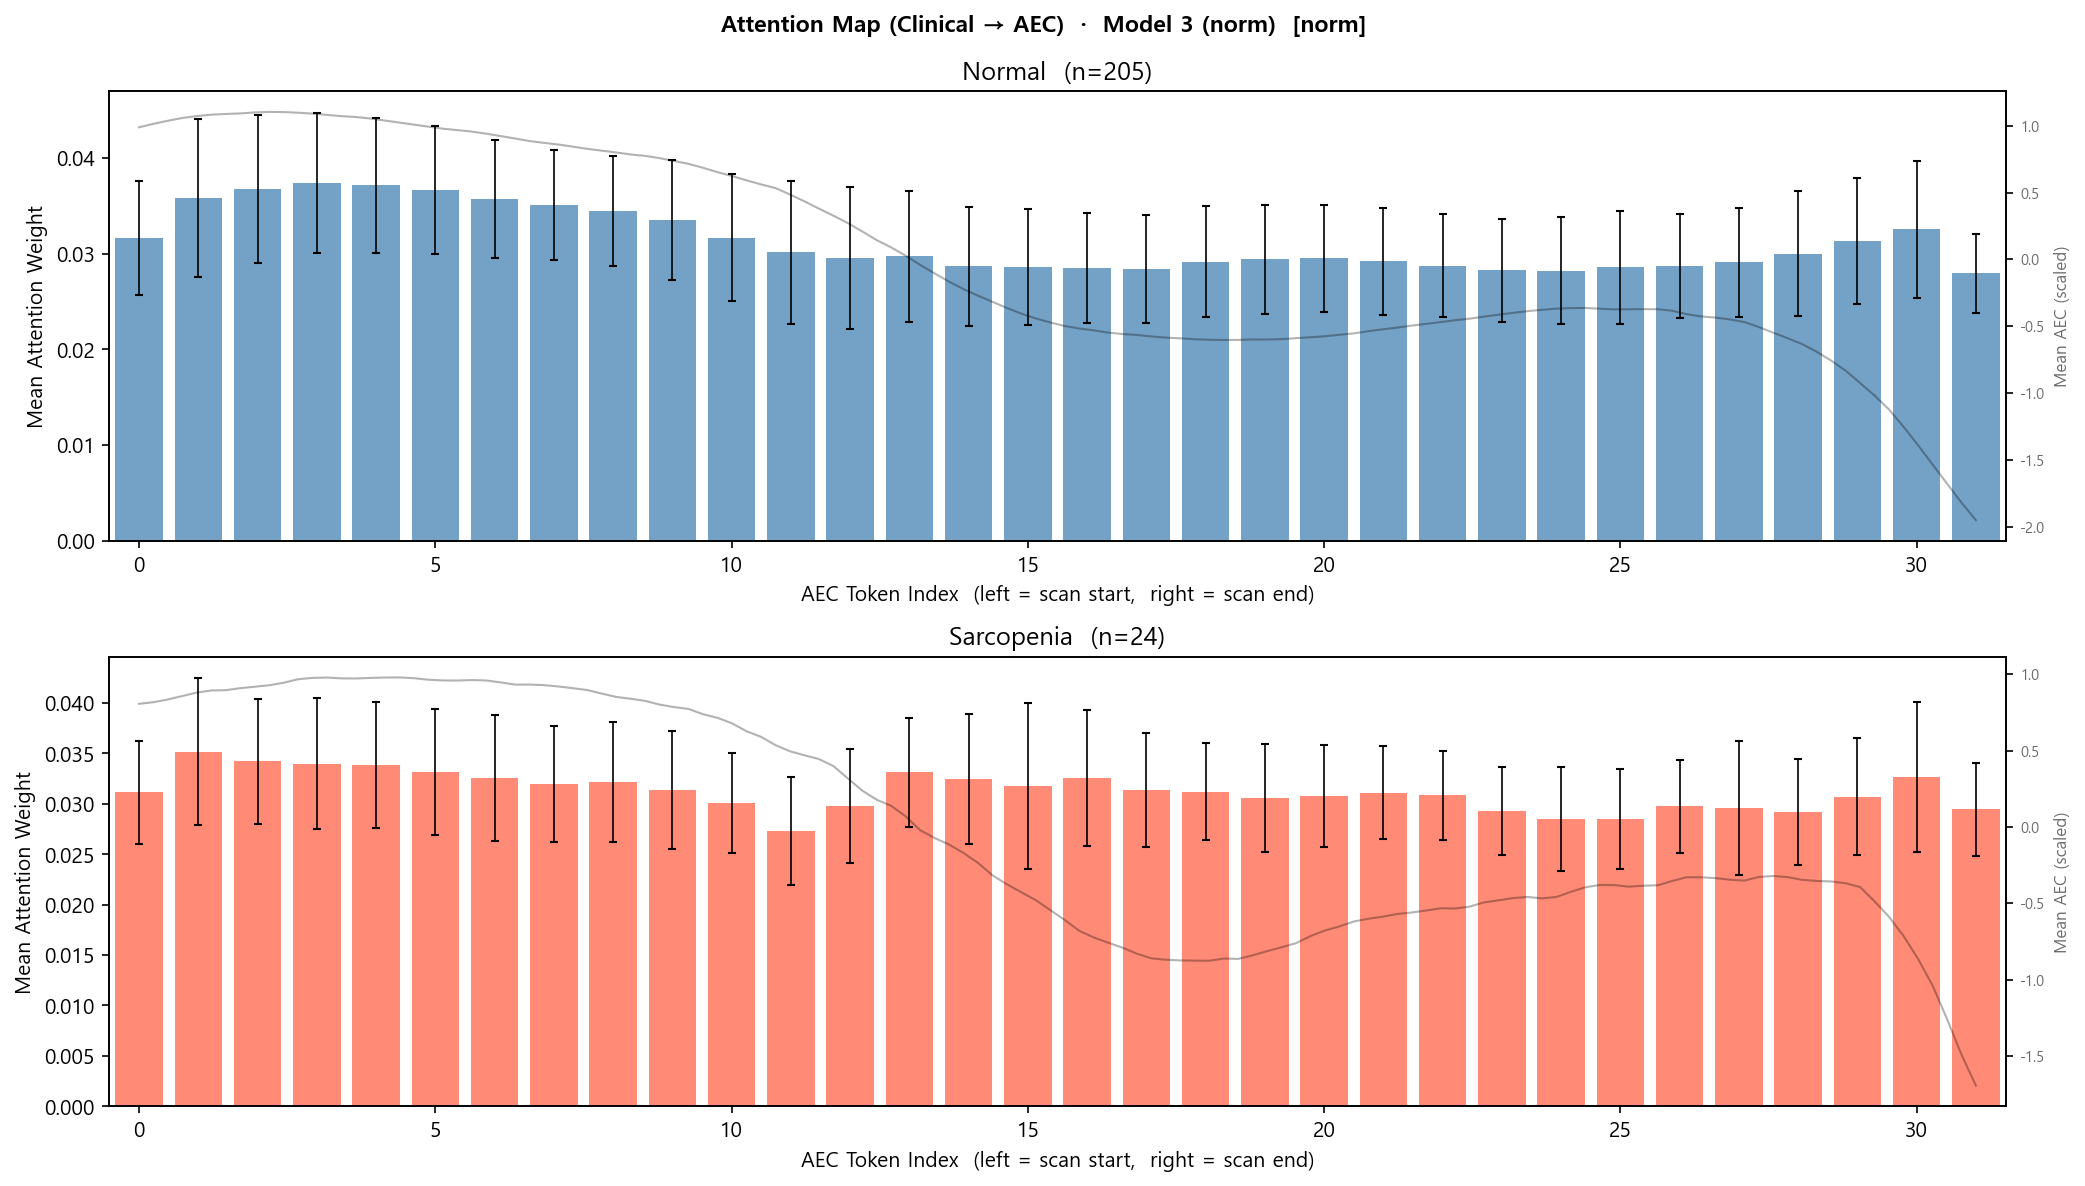 Attention Map (Clinical → AEC) · Model 3 (norm) [norm]
Normal (n=205)
Mean Attention Weight
0.04
0.03
0.02
0.01
0.00
1.0
0.5
0.0
-0.5
-1.0
-1.5
-2.0
Mean AEC (scaled)
0 5 10 15 20 25 30
AEC Token Index (left = scan start, right = scan end)
Sarcopenia (n=24)
Mean Attention Weight
0.040
0.035
0.030
0.025
0.020
0.015
0.010
0.005
0.000
1.0
0.5
0.0
-0.5
-1.0
-1.5
Mean AEC (scaled)
0 5 10 15 20 25 30
AEC Token Index (left = scan start, right = scan end)